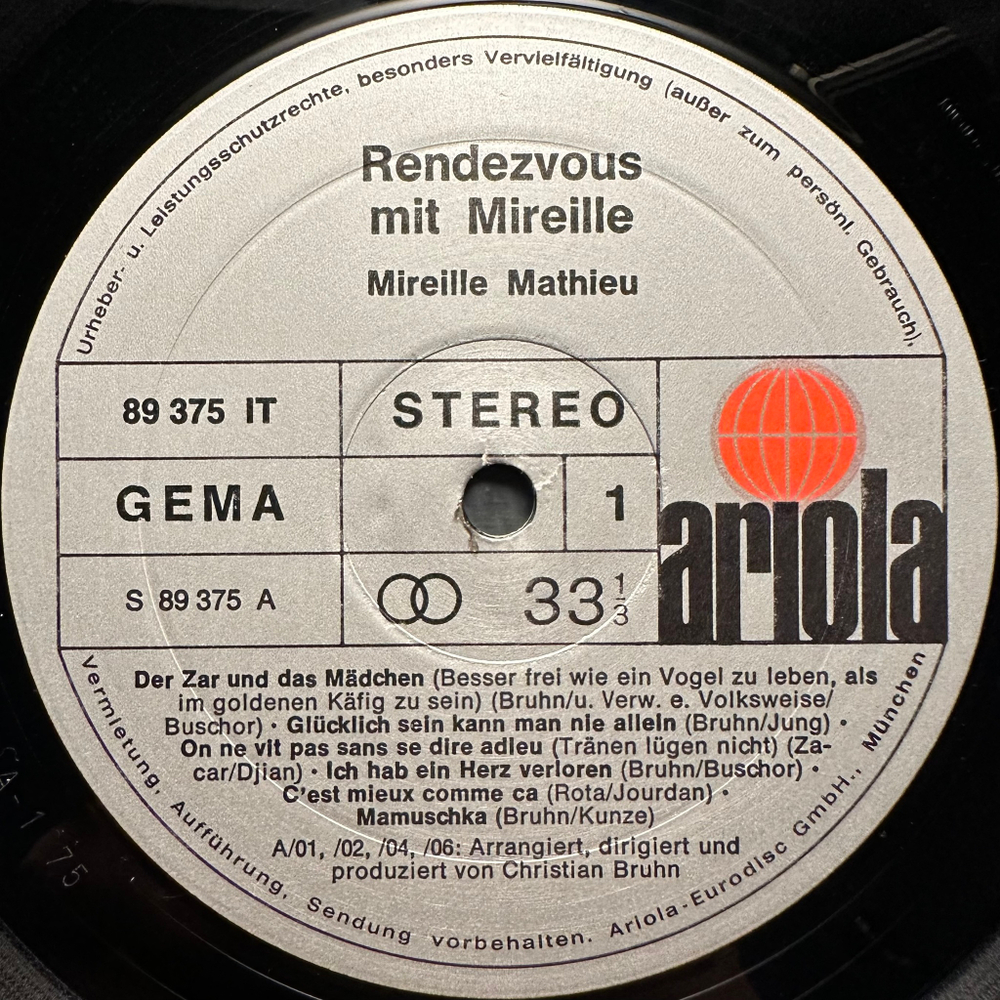 Urheber- u. Leistungsschutzrechte, besonders Vervielfältigung (außer zum persönl. Gebrauch),
Rendezvous
mit Mireille
Mireille Mathieu
89 375 IT
STEREO
GEMA
1
S 89 375 A
33 1/3
ariola
Der Zar und das Mädchen (Besser frei wie ein Vogel zu leben, als
im goldenen Käfig zu sein) (Bruhn/u. Verw. e. Volksweise/
Buschor) · Glücklich sein kann man nie allein (Bruhn/Jung) ·
On ne vit pas sans se dire adieu (Tränen lügen nicht) (Za-
car/Djian) · Ich hab ein Herz verloren (Bruhn/Buschor) ·
C'est mieux comme ca (Rota/Jourdan) ·
Mamuschka (Bruhn/Kunze)
A/01, /02, /04, /06: Arrangiert, dirigiert und
produziert von Christian Bruhn
Vermietung, Aufführung, Sendung vorbehalten. Ariola-Eurodisc GmbH., München